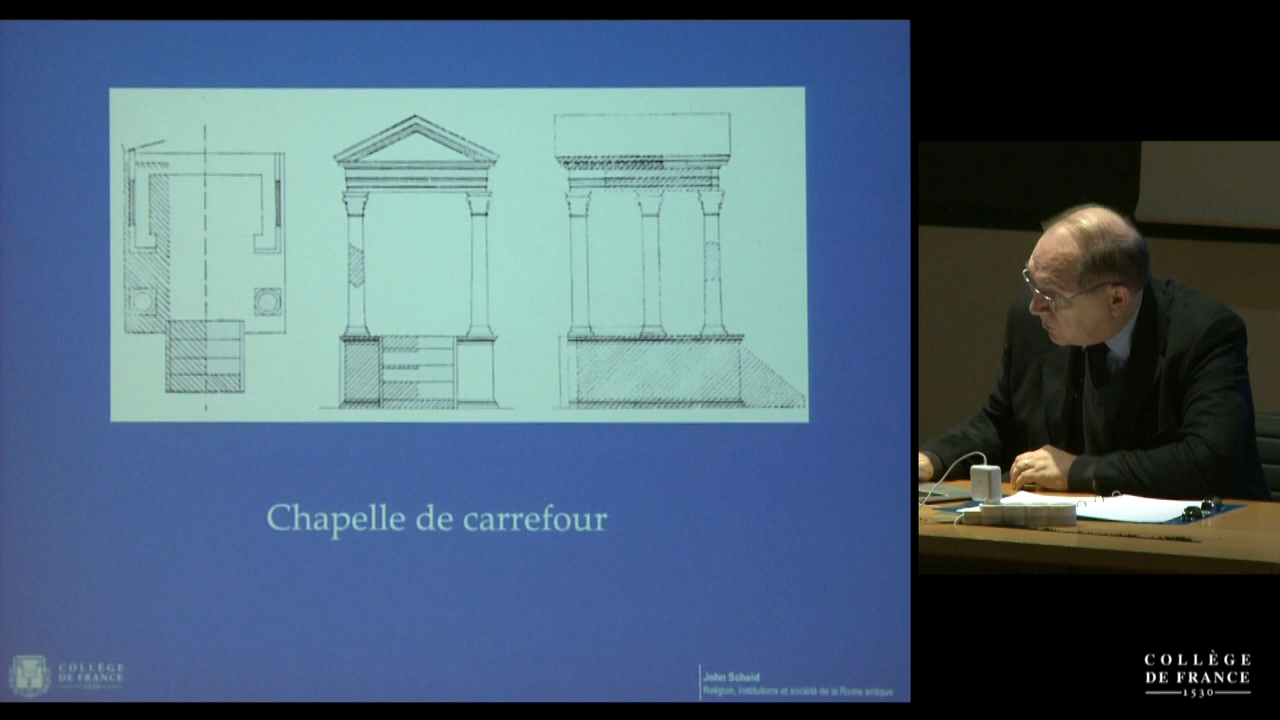 Chapelle de carrefour
COLLÈGE
DE FRANCE
1530
John Scheid
Religion, institutions et société de la Rome antique
COLLÈGE
DE FRANCE
1530